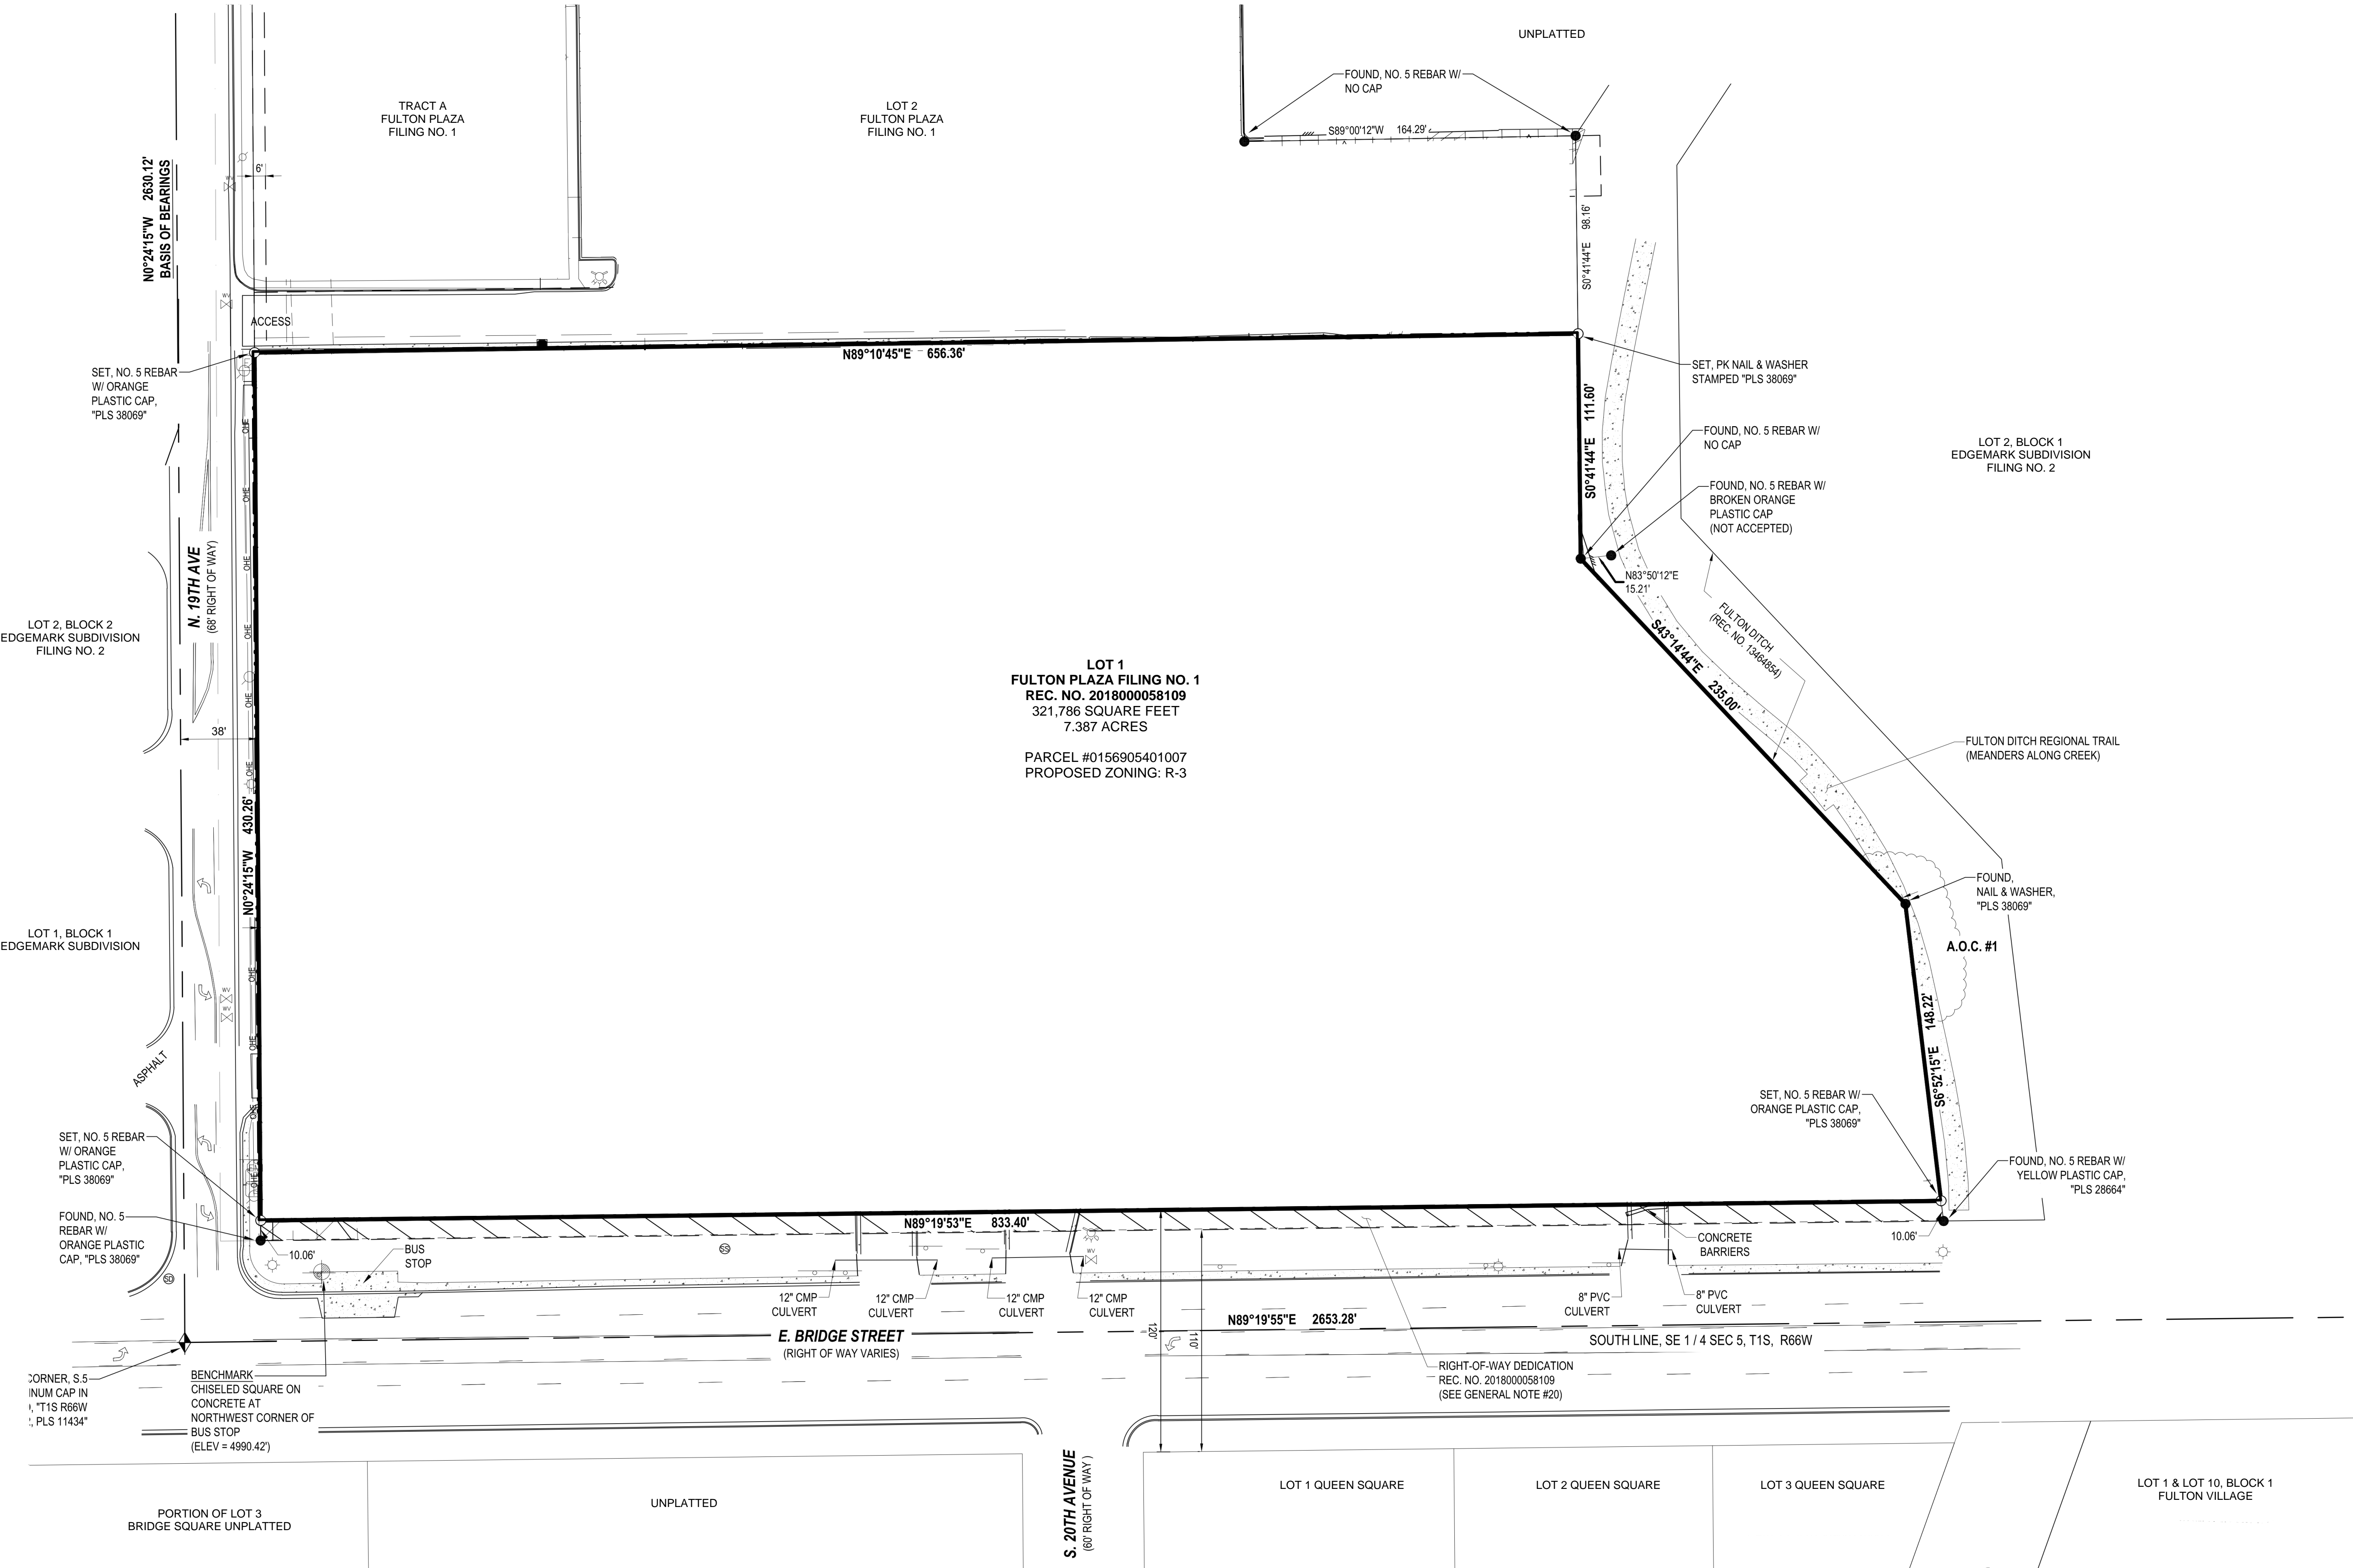 UNPLATTED
FOUND, NO. 5 REBAR W/
NO CAP
TRACT A
FULTON PLAZA
FILING NO. 1
LOT 2
FULTON PLAZA
FILING NO. 1
S89°00'12"W 164.29'
N0°24'15"W 2630.12'
BASIS OF BEARINGS
6'
WV
S0°41'44"E 98.16'
WV
ACCESS
N89°10'45"E 656.36'
SET, NO. 5 REBAR
W/ ORANGE
PLASTIC CAP,
"PLS 38069"
SET, PK NAIL & WASHER
STAMPED "PLS 38069"
S0°41'44"E 111.60'
FOUND, NO. 5 REBAR W/
NO CAP
LOT 2, BLOCK 1
EDGEMARK SUBDIVISION
FILING NO. 2
FOUND, NO. 5 REBAR W/
BROKEN ORANGE
PLASTIC CAP
(NOT ACCEPTED)
N83°50'12"E
15.21'
OHE
OHE
OHE
OHE
OHE
OHE
OHE
OHE
OHE
OHE
N. 19TH AVE
(68' RIGHT OF WAY)
LOT 2, BLOCK 2
EDGEMARK SUBDIVISION
FILING NO. 2
FULTON DITCH
(REC. NO. 13464854)
S43°14'44"E 235.00'
LOT 1
FULTON PLAZA FILING NO. 1
REC. NO. 2018000058109
321,786 SQUARE FEET
7.387 ACRES
PARCEL #0156905401007
PROPOSED ZONING: R-3
38'
FULTON DITCH REGIONAL TRAIL
(MEANDERS ALONG CREEK)
N0°24'15"W 430.26'
FOUND,
NAIL & WASHER,
"PLS 38069"
LOT 1, BLOCK 1
EDGEMARK SUBDIVISION
A.O.C. #1
WV
WV
S6°52'15"E 148.22'
ASPHALT
SET, NO. 5 REBAR W/
ORANGE PLASTIC CAP,
"PLS 38069"
SET, NO. 5 REBAR
W/ ORANGE
PLASTIC CAP,
"PLS 38069"
FOUND, NO. 5 REBAR W/
YELLOW PLASTIC CAP,
"PLS 28664"
FOUND, NO. 5
REBAR W/
ORANGE PLASTIC
CAP, "PLS 38069"
N89°19'53"E 833.40'
10.06'
BUS
STOP
SS
WV
CONCRETE
BARRIERS
10.06'
SD
12" CMP
CULVERT
12" CMP
CULVERT
12" CMP
CULVERT
12" CMP
CULVERT
8" PVC
CULVERT
8" PVC
CULVERT
N89°19'55"E 2653.28'
E. BRIDGE STREET
(RIGHT OF WAY VARIES)
120'
110'
SOUTH LINE, SE 1 / 4 SEC 5, T1S, R66W
CORNER, S.5
INUM CAP IN
), "T1S R66W
', PLS 11434"
BENCHMARK
CHISELED SQUARE ON
CONCRETE AT
NORTHWEST CORNER OF
BUS STOP
(ELEV = 4990.42')
RIGHT-OF-WAY DEDICATION
REC. NO. 2018000058109
(SEE GENERAL NOTE #20)
S. 20TH AVENUE
(60' RIGHT OF WAY )
PORTION OF LOT 3
BRIDGE SQUARE UNPLATTED
UNPLATTED
LOT 1 QUEEN SQUARE
LOT 2 QUEEN SQUARE
LOT 3 QUEEN SQUARE
LOT 1 & LOT 10, BLOCK 1
FULTON VILLAGE